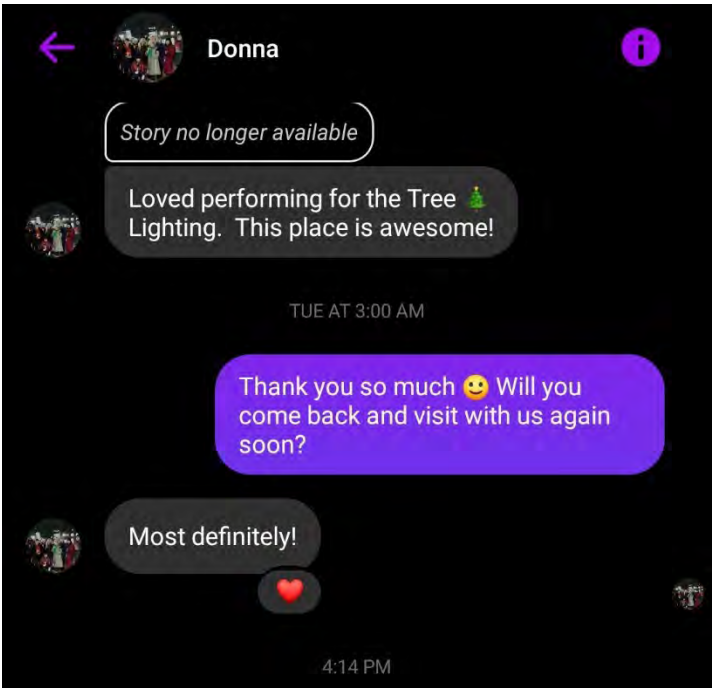 Donna
Story no longer available
Loved performing for the Tree 🎄
Lighting.  This place is awesome!
TUE AT 3:00 AM
Thank you so much 🙂 Will you
come back and visit with us again
soon?
Most definitely!
4:14 PM